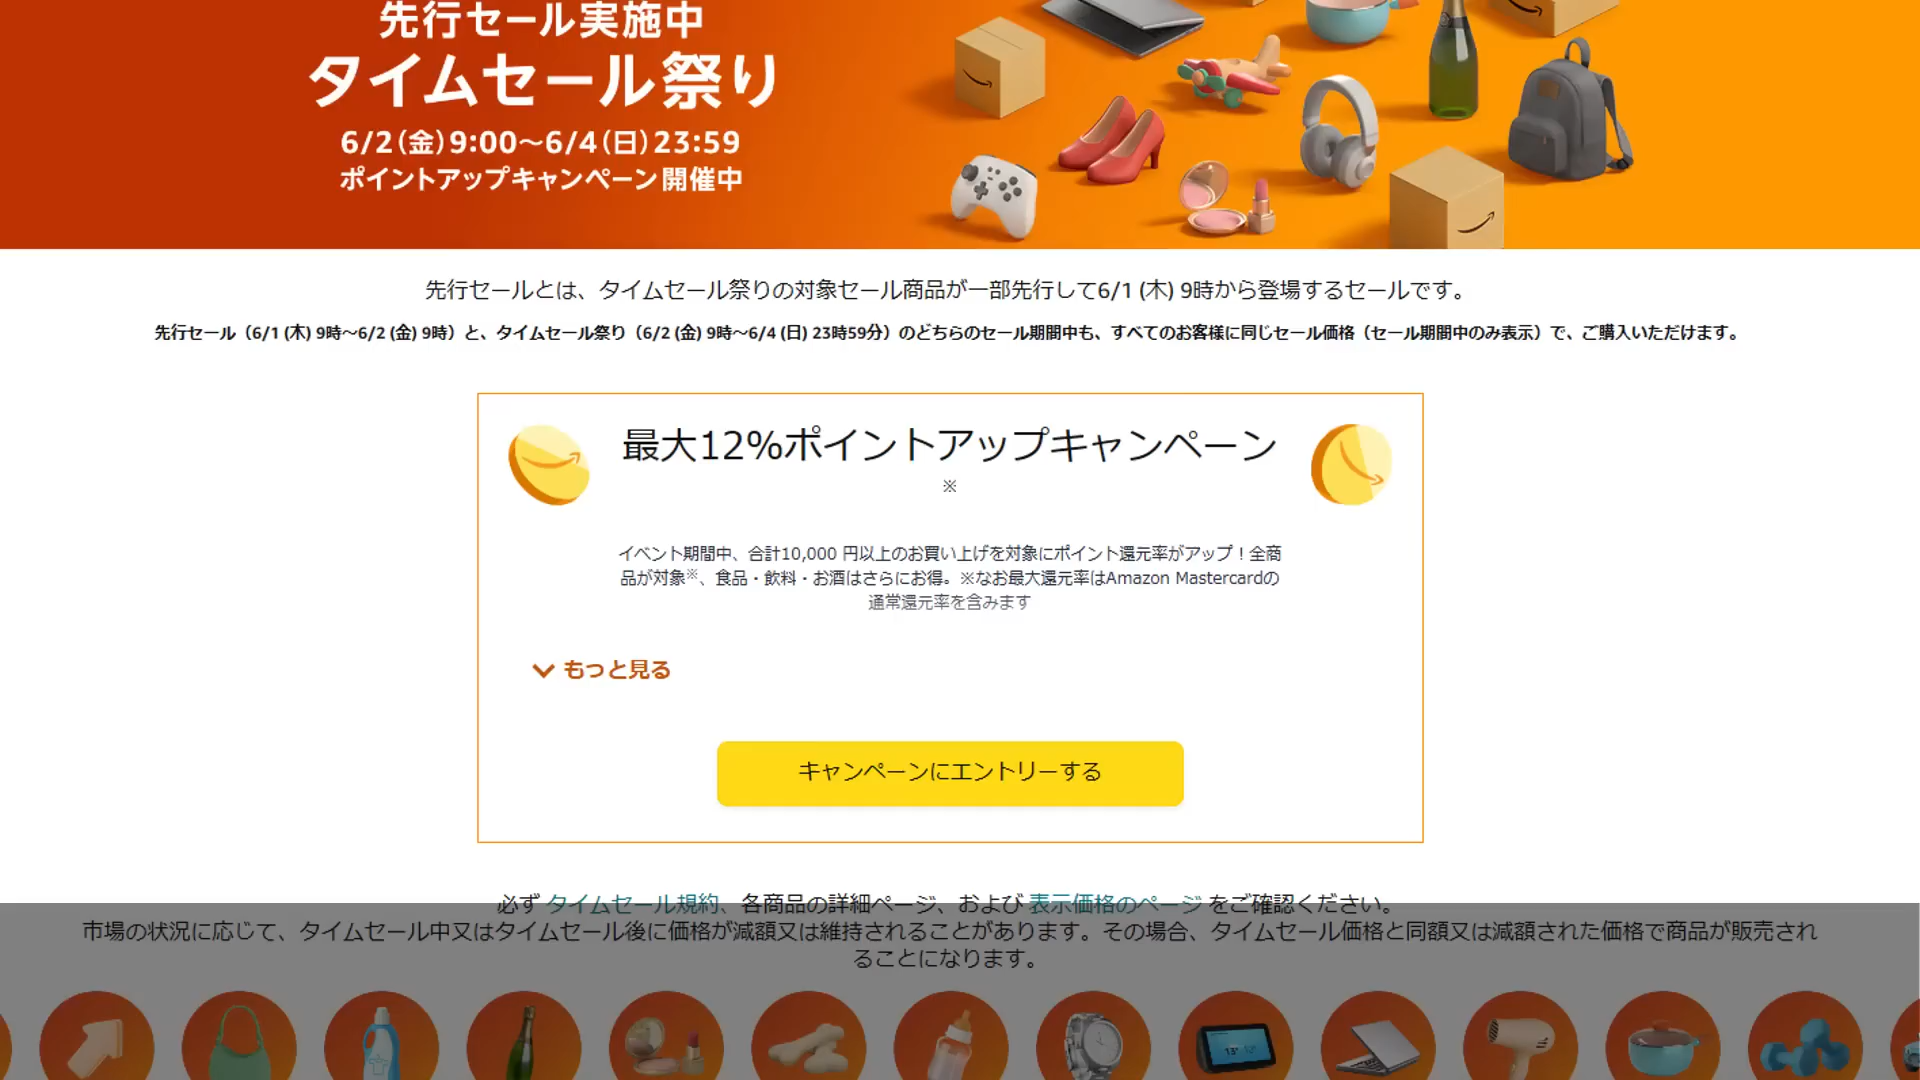 先行セール実施中
タイムセール祭り
6/2(金)9:00～6/4(日)23:59
ポイントアップキャンペーン開催中
先行セールとは、タイムセール祭りの対象セール商品が一部先行して6/1 (木) 9時から登場するセールです。
先行セール（6/1 (木) 9時～6/2 (金) 9時）と、タイムセール祭り（6/2 (金) 9時～6/4 (日) 23時59分）のどちらのセール期間中も、すべてのお客様に同じセール価格（セール期間中のみ表示）で、ご購入いただけます。
最大12%ポイントアップキャンペーン
※
イベント期間中、合計10,000 円以上のお買い上げを対象にポイント還元率がアップ！全商
品が対象※、食品・飲料・お酒はさらにお得。※なお最大還元率はAmazon Mastercardの
通常還元率を含みます
もっと見る
キャンペーンにエントリーする
必ず タイムセール規約、各商品の詳細ページ、および 表示価格のページ をご確認ください。
市場の状況に応じて、タイムセール中又はタイムセール後に価格が減額又は維持されることがあります。その場合、タイムセール価格と同額又は減額された価格で商品が販売され
ることになります。